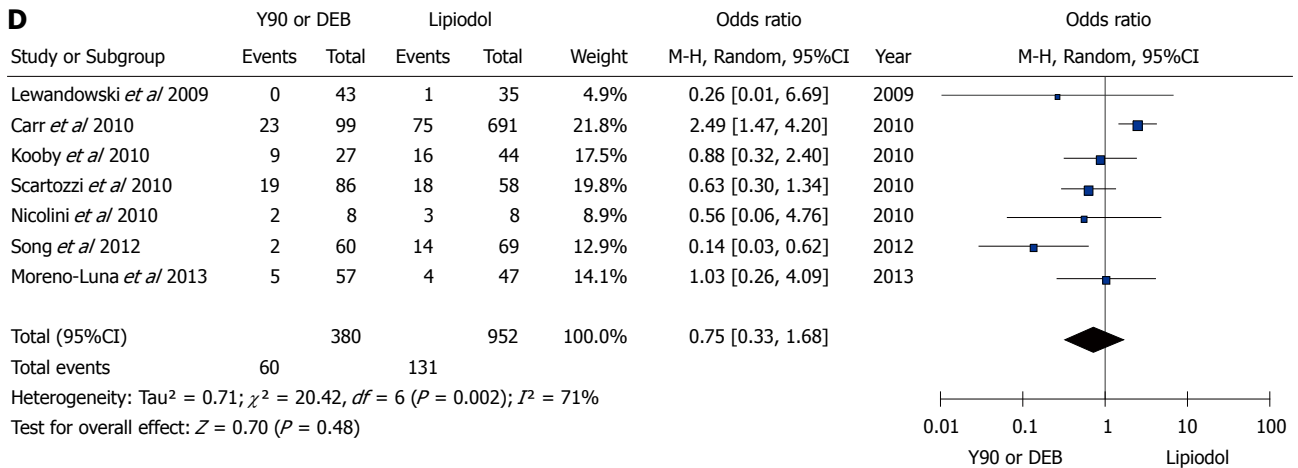 D
Y90 or DEB Lipiodol Odds ratio Odds ratio
Study or Subgroup Events Total Events Total Weight M-H, Random, 95%CI Year M-H, Random, 95%CI
Lewandowski et al 2009 0 43 1 35 4.9% 0.26 [0.01, 6.69] 2009
Carr et al 2010 23 99 75 691 21.8% 2.49 [1.47, 4.20] 2010
Kooby et al 2010 9 27 16 44 17.5% 0.88 [0.32, 2.40] 2010
Scartozzi et al 2010 19 86 18 58 19.8% 0.63 [0.30, 1.34] 2010
Nicolini et al 2010 2 8 3 8 8.9% 0.56 [0.06, 4.76] 2010
Song et al 2012 2 60 14 69 12.9% 0.14 [0.03, 0.62] 2012
Moreno-Luna et al 2013 5 57 4 47 14.1% 1.03 [0.26, 4.09] 2013
Total (95%CI) 380 952 100.0% 0.75 [0.33, 1.68]
Total events 60 131
Heterogeneity: Tau² = 0.71; χ² = 20.42, df = 6 (P = 0.002); I² = 71%
Test for overall effect: Z = 0.70 (P = 0.48)
0.01 0.1 1 10 100
Y90 or DEB Lipiodol